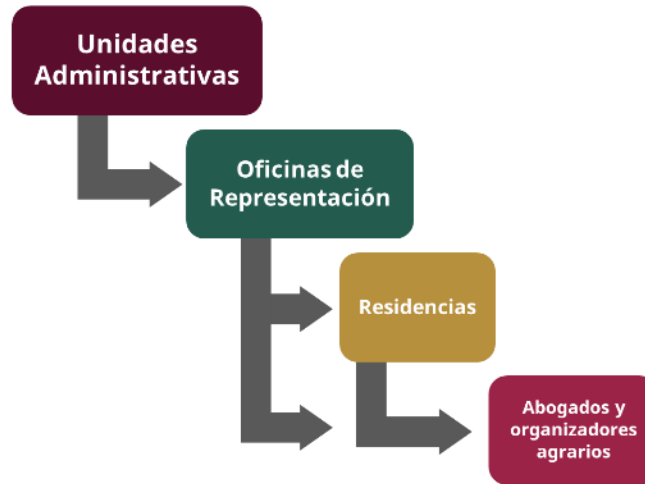 Unidades
Administrativas
Oficinas de
Representación
Residencias
Abogados y
organizadores
agrarios